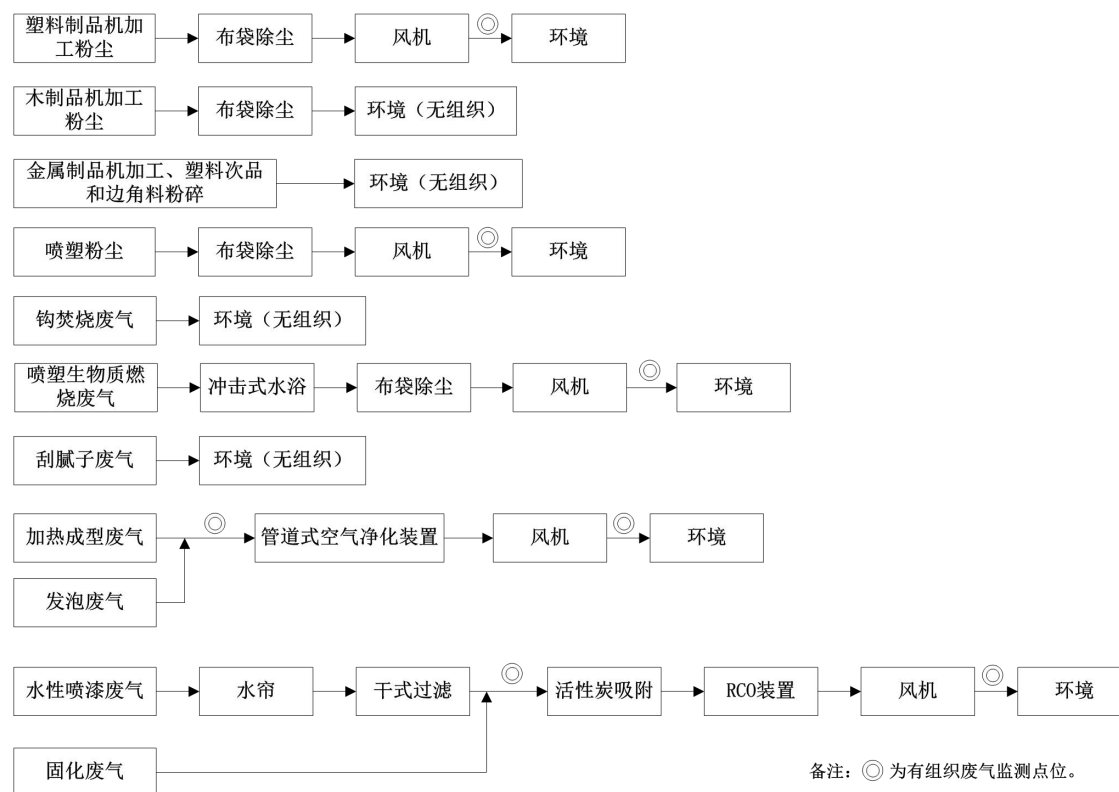 塑料制品机加
工粉尘
布袋除尘
风机
环境
木制品机加工
粉尘
布袋除尘
环境（无组织）
金属制品机加工、塑料次品
和边角料粉碎
环境（无组织）
喷塑粉尘
布袋除尘
风机
环境
钩焚烧废气
环境（无组织）
喷塑生物质燃
烧废气
冲击式水浴
布袋除尘
风机
环境
刮腻子废气
环境（无组织）
加热成型废气
管道式空气净化装置
风机
环境
发泡废气
水性喷漆废气
水帘
干式过滤
活性炭吸附
RCO装置
风机
环境
固化废气
备注：◎为有组织废气监测点位。